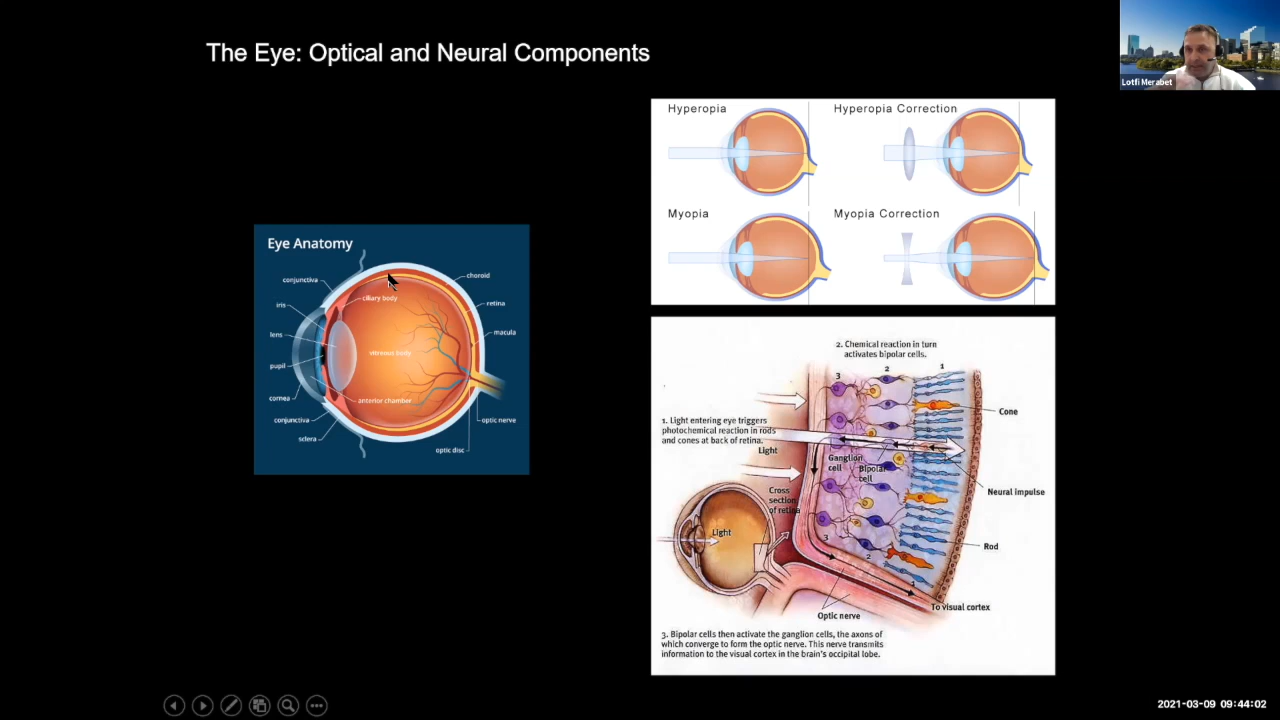 The Eye: Optical and Neural Components
Lotfi Merabet
Hyperopia
Hyperopia Correction
Myopia
Myopia Correction
Eye Anatomy
conjunctiva
iris
lens
pupil
cornea
conjunctiva
sclera
ciliary body
vitreous body
anterior chamber
choroid
retina
macula
optic nerve
optic disc
2. Chemical reaction in turn
activates bipolar cells.
3
2
1
1. Light entering eye triggers
photochemical reaction in rods
and cones at back of retina.
Light
Cone
Ganglion
cell
Bipolar
cell
Neural impulse
Cross
section
of retina
Light
Rod
3
2
1
To visual cortex
Optic nerve
3. Bipolar cells then activate the ganglion cells, the axons of
which converge to form the optic nerve. This nerve transmits
information to the visual cortex in the brain's occipital lobe.
2021-03-09 09:44:02